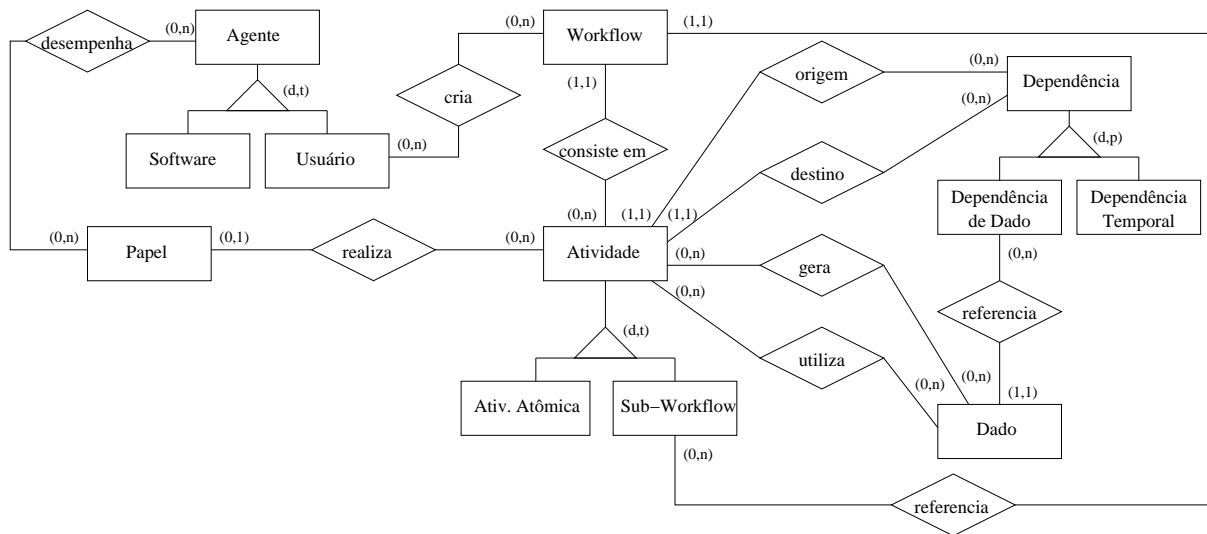 (0,n)
Workflow
(1,1)
desempenha
(0,n)
Agente
(0,n)
origem
(0,n)
Dependência
(d,t)
(1,1)
cria
(0,n)
(d,p)
Software
Usuário
(0,n)
consiste em
destino
Dependência
de Dado
Dependência
Temporal
(0,n)
(1,1)
(1,1)
(0,n)
Papel
(0,1)
realiza
(0,n)
Atividade
(0,n)
gera
(0,n)
(0,n)
referencia
(d,t)
utiliza
(0,n)
(0,n)
(1,1)
Ativ. Atômica
Sub−Workflow
Dado
(0,n)
referencia